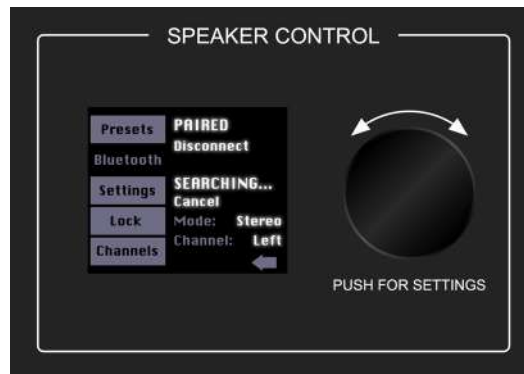 SPEAKER CONTROL
Presets
Bluetooth
Settings
Lock
Channels
PAIRED
Disconnect
SEARCHING...
Cancel
Mode: Stereo
Channel: Left
PUSH FOR SETTINGS